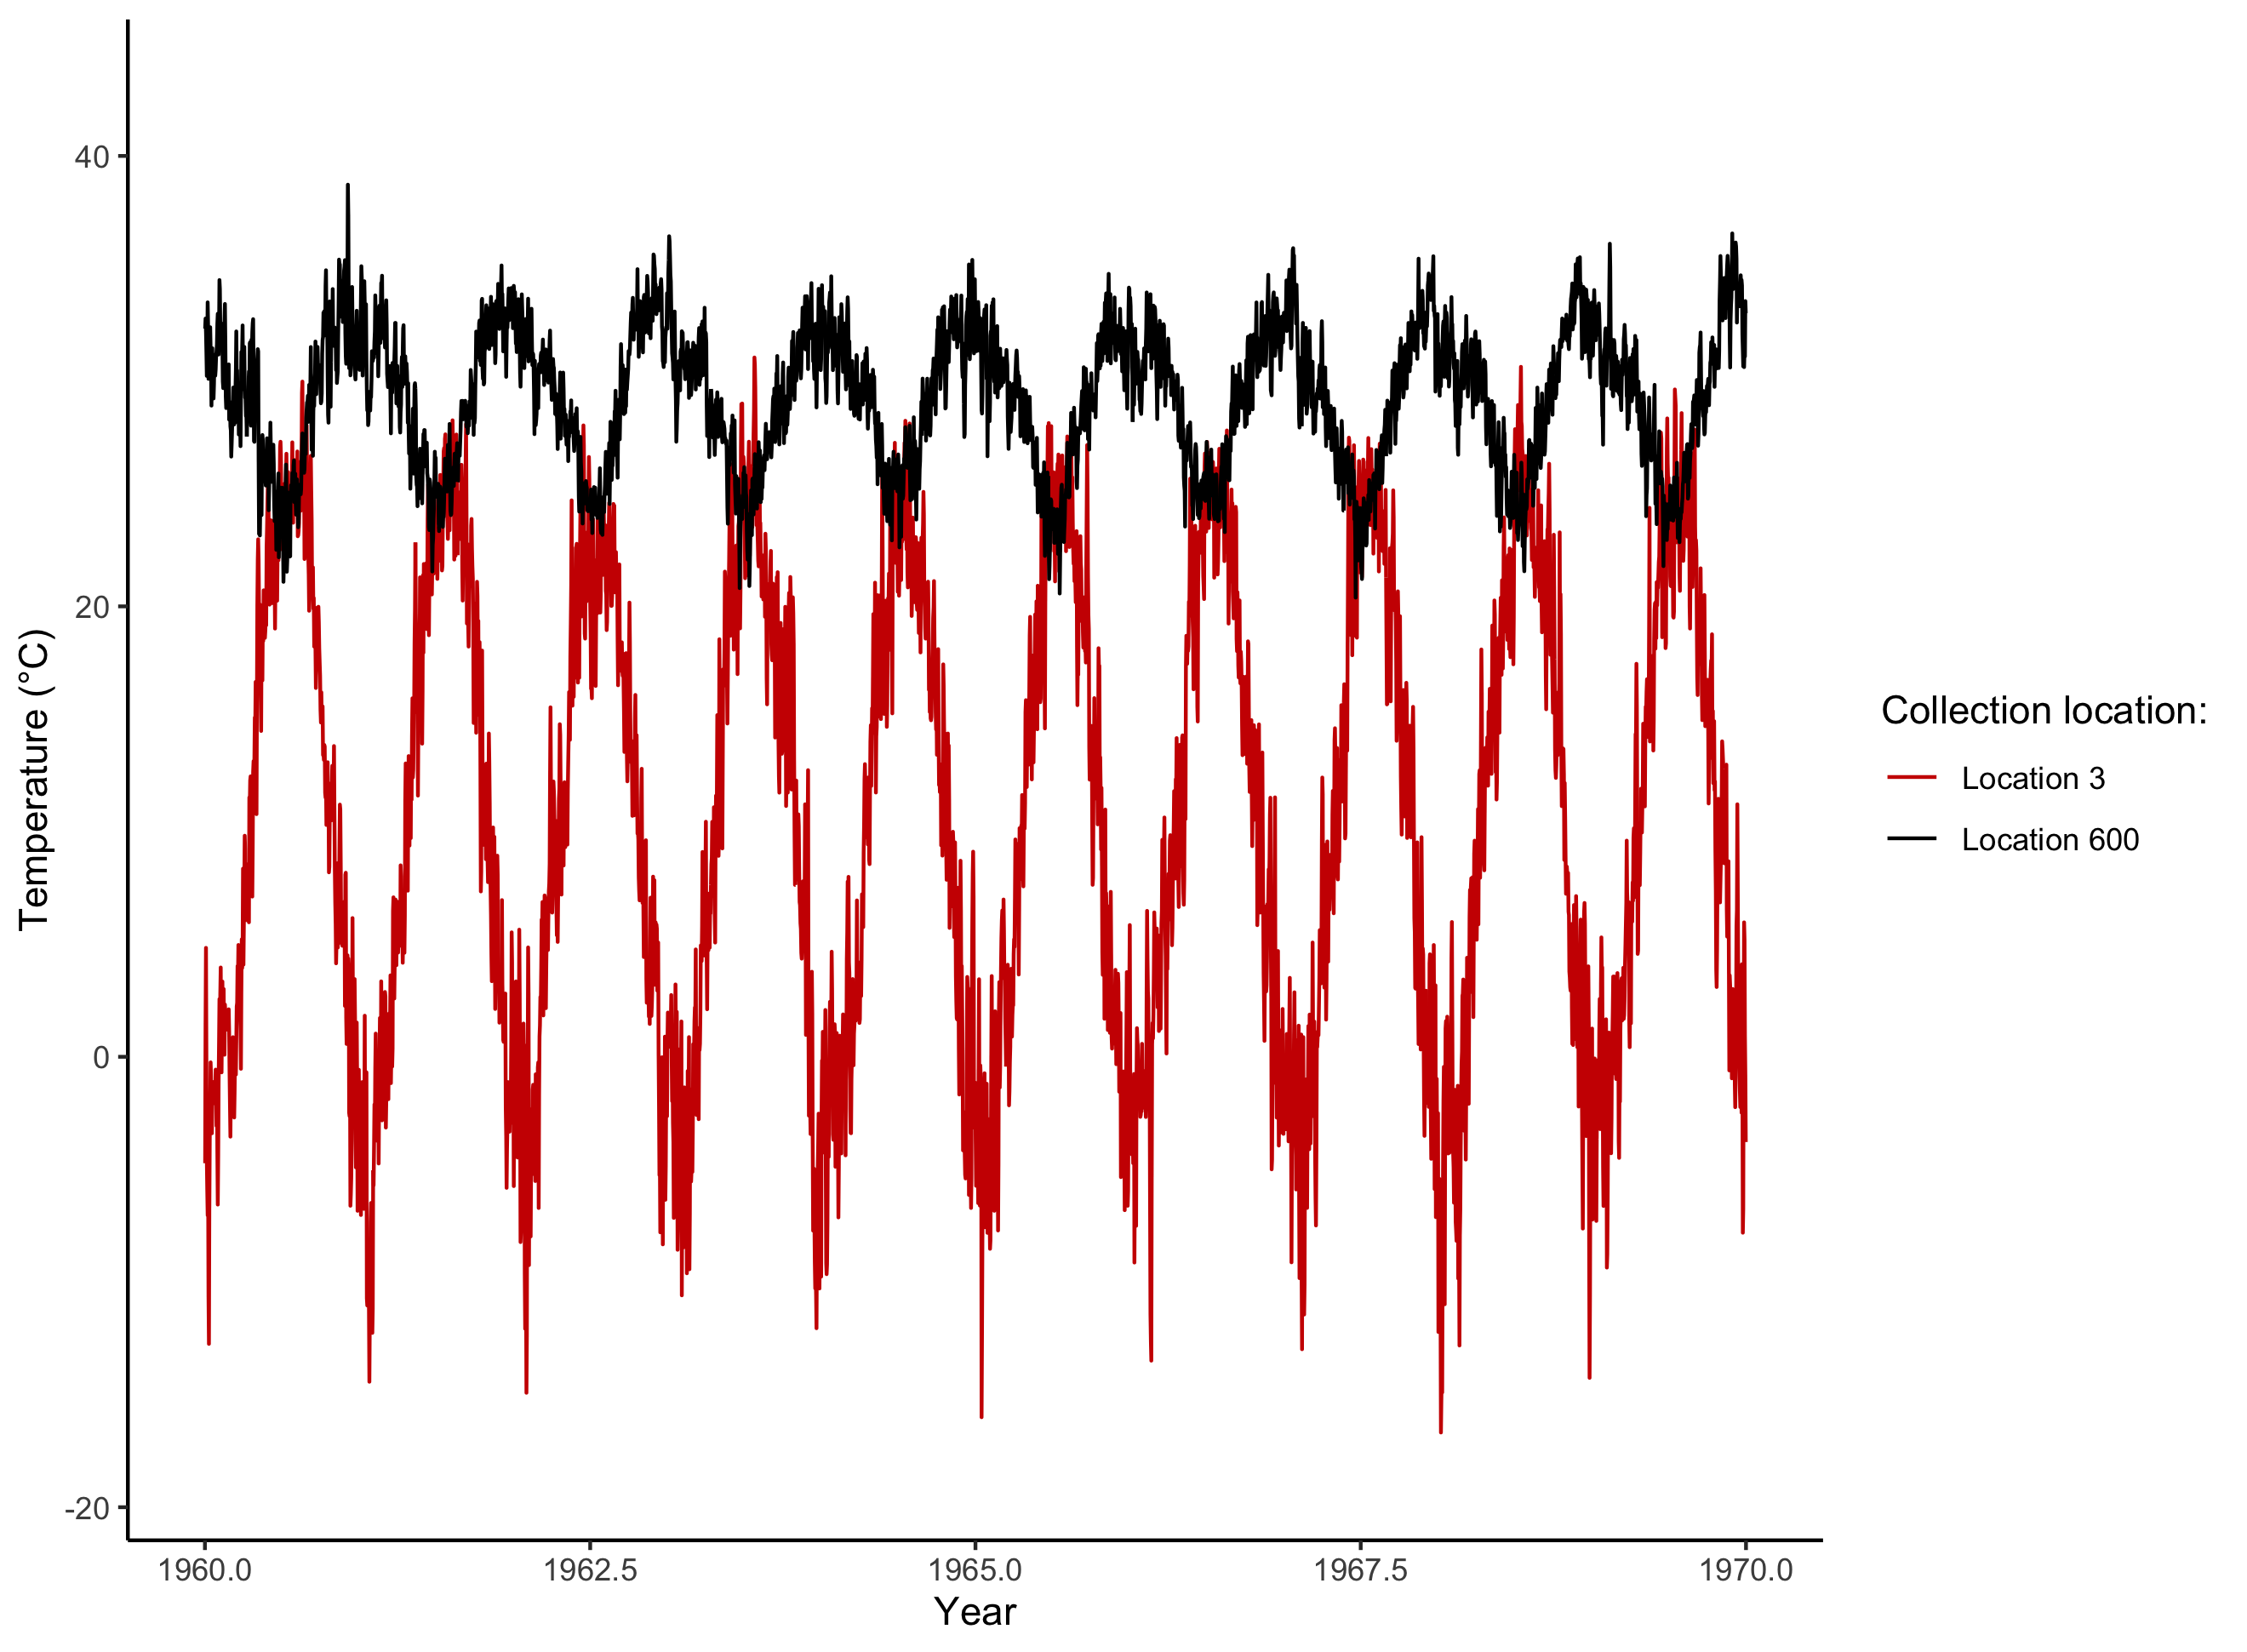 40
20
0
-20
Temperature (°C)
1960.0
1962.5
1965.0
1967.5
1970.0
Year
Collection location:
Location 3
Location 600